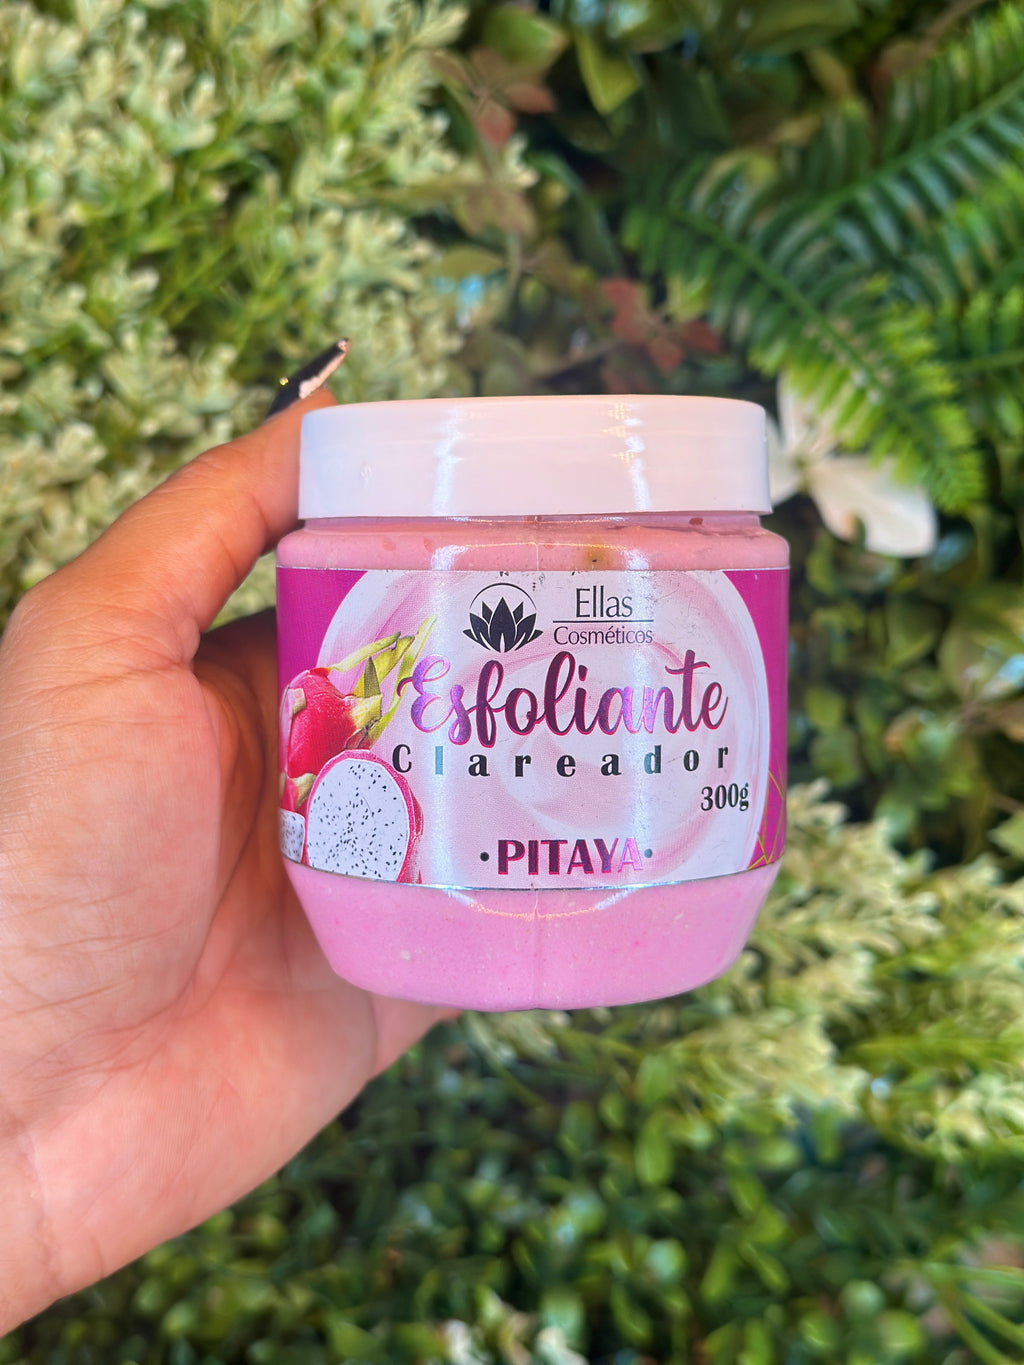 Ellas
Cosméticos
Esfoliante
Clareador
300g
•PITAYA•